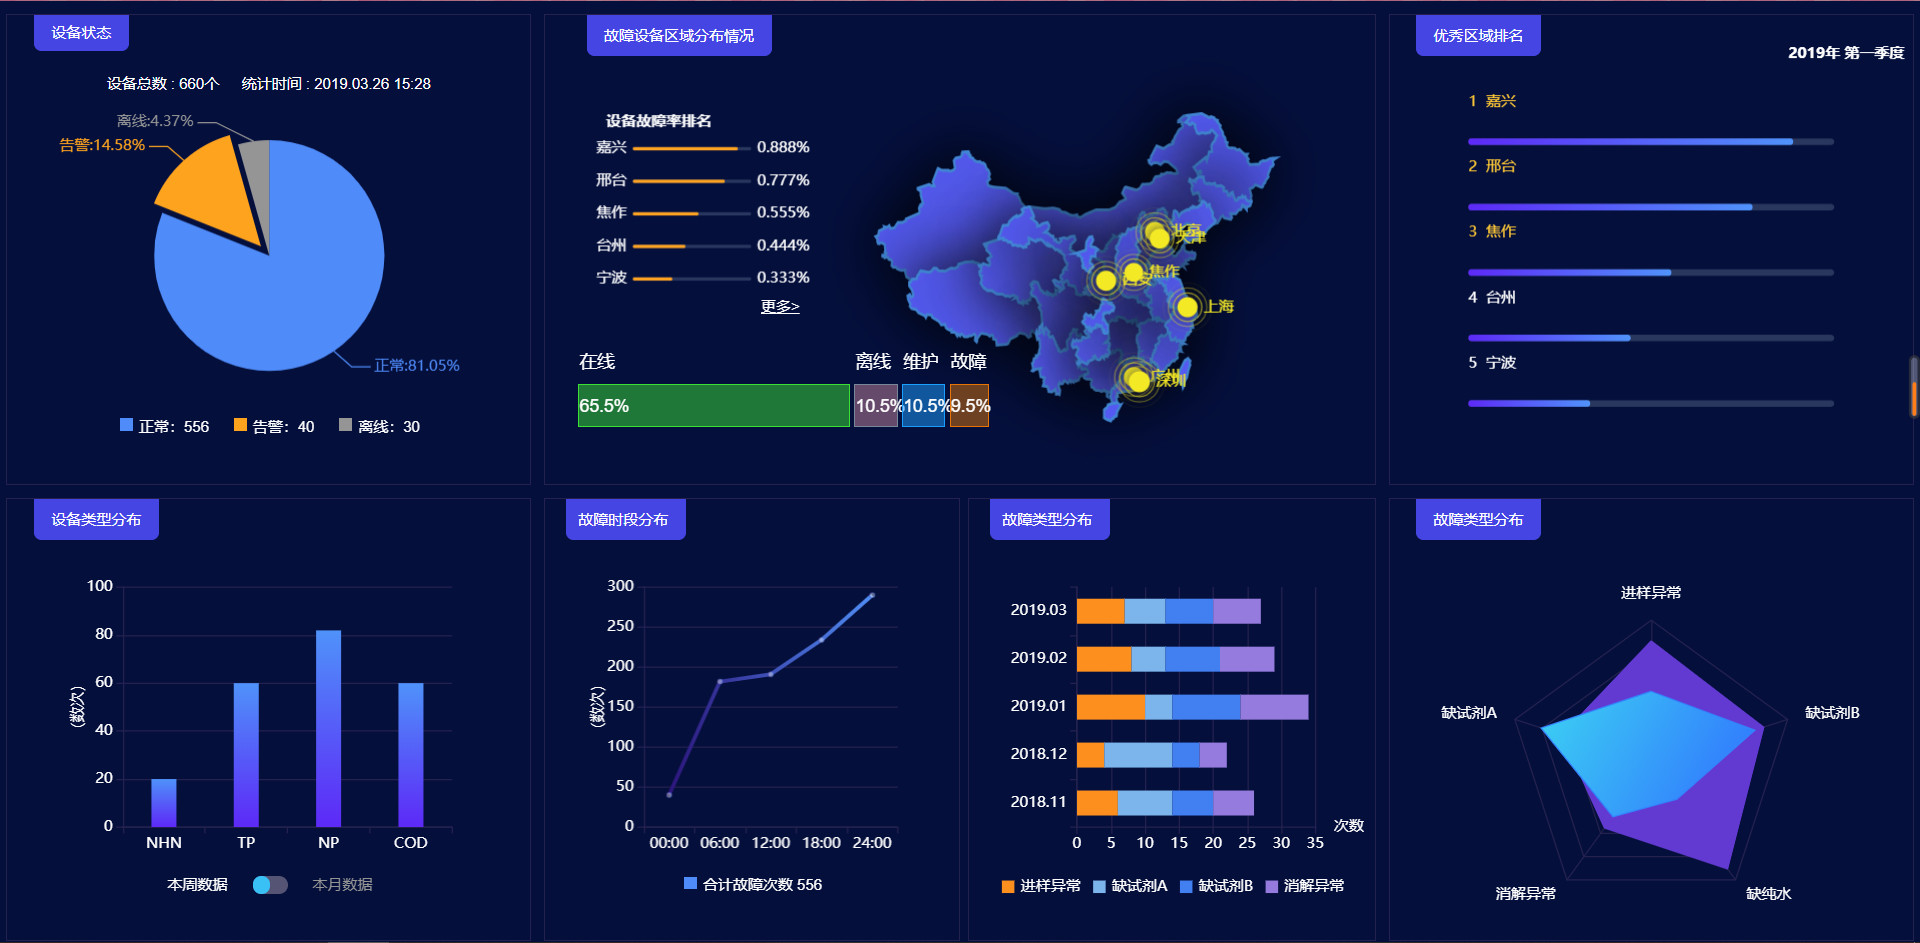 设备状态
设备总数 : 660个 统计时间 : 2019.03.26 15:28
离线:4.37%
告警:14.58%
正常:81.05%
正常：556 告警：40 离线：30
故障设备区域分布情况
设备故障率排名
嘉兴 0.888%
邢台 0.777%
焦作 0.555%
台州 0.444%
宁波 0.333%
更多>
北京
天津
焦作
西安
上海
广州
深圳
在线 离线 维护 故障
65.5% 10.5% 10.5% 9.5%
优秀区域排名
2019年 第一季度
1 嘉兴
2 邢台
3 焦作
4 台州
5 宁波
设备类型分布
(数次)
100
80
60
40
20
0
NHN TP NP COD
本周数据 本月数据
故障时段分布
(数次)
300
250
200
150
100
50
0
00:00 06:00 12:00 18:00 24:00
合计故障次数 556
故障类型分布
2019.03
2019.02
2019.01
2018.12
2018.11
次数
0 5 10 15 20 25 30 35
进样异常 缺试剂A 缺试剂B 消解异常
故障类型分布
进样异常
缺试剂A 缺试剂B
消解异常 缺纯水